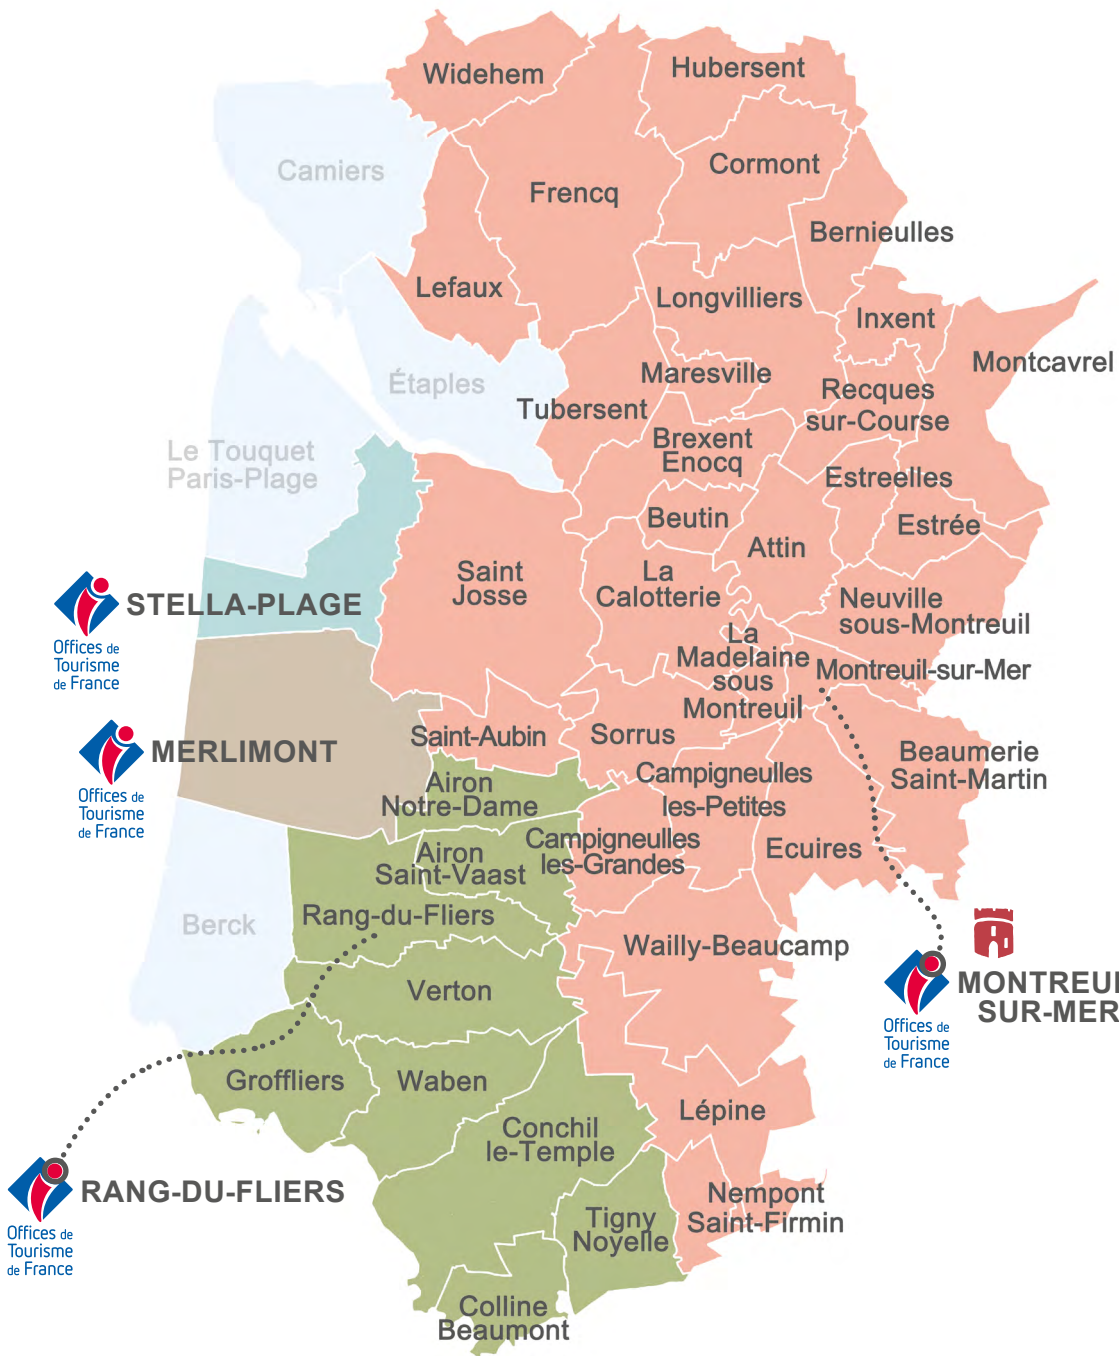 Widehem
Hubersent
Camiers
Frencq
Cormont
Bernieulles
Lefaux
Longvilliers
Inxent
Montcavrel
Étaples
Maresville
Tubersent
Recques
sur-Course
Brexent
Enocq
Le Touquet
Paris-Plage
Estreelles
Beutin
Estrée
Attin
Saint
Josse
La
Calotterie
Neuville
sous-Montreuil
STELLA-PLAGE
Offices de
Tourisme
de France
La
Madelaine
sous
Montreuil
Montreuil-sur-Mer
MERLIMONT
Offices de
Tourisme
de France
Saint-Aubin
Sorrus
Beaumerie
Saint-Martin
Airon
Notre-Dame
Campigneulles
les-Petites
Airon
Saint-Vaast
Campigneulles
les-Grandes
Ecuires
Berck
Rang-du-Fliers
Wailly-Beaucamp
Verton
MONTREUI
SUR-MER
Offices de
Tourisme
de France
Groffliers
Waben
Conchil
le-Temple
Lépine
RANG-DU-FLIERS
Offices de
Tourisme
de France
Nempont
Saint-Firmin
Tigny
Noyelle
Colline
Beaumont